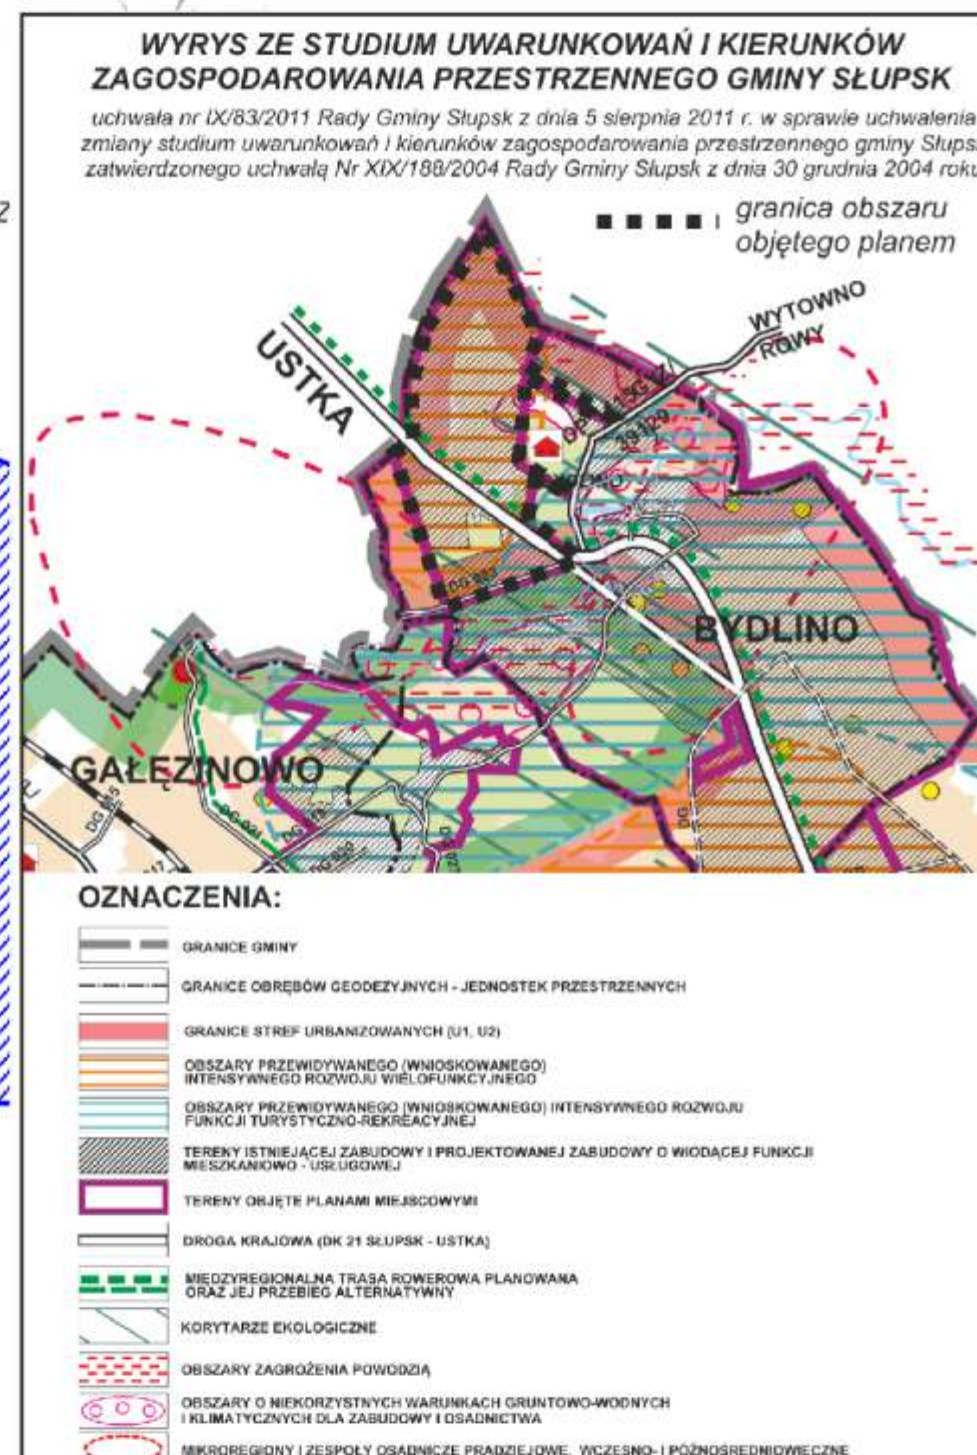 WYRYS ZE STUDIUM UWARUNKOWAŃ I KIERUNKÓW
ZAGOSPODAROWANIA PRZESTRZENNEGO GMINY SŁUPSK
uchwała nr IX/83/2011 Rady Gminy Słupsk z dnia 5 sierpnia 2011 r. w sprawie uchwalenia
zmiany studium uwarunkowań i kierunków zagospodarowania przestrzennego gminy Słupsk
zatwierdzonego uchwałą Nr XIX/188/2004 Rady Gminy Słupsk z dnia 30 grudnia 2004 roku
granica obszaru
objętego planem
WYTOWNO
ROWY
USTKA
BYDLINO
GAŁĘZINOWO
DG
OZNACZENIA:
GRANICE GMINY
GRANICE OBRĘBÓW GEODEZYJNYCH - JEDNOSTEK PRZESTRZENNYCH
GRANICE STREF URBANIZOWANYCH (U1, U2)
OBSZARY PRZEWIDYWANEGO (WNIOSKOWANEGO)
INTENSYWNEGO ROZWOJU WIELOFUNKCYJNEGO
OBSZARY PRZEWIDYWANEGO (WNIOSKOWANEGO) INTENSYWNEGO ROZWOJU
FUNKCJI TURYSTYCZNO-REKREACYJNEJ
TERENY ISTNIEJĄCEJ ZABUDOWY I PROJEKTOWANEJ ZABUDOWY O WIODĄCEJ FUNKCJI
MIESZKANIOWO - USŁUGOWEJ
TERENY OBJĘTE PLANAMI MIEJSCOWYMI
DROGA KRAJOWA (DK 21 SŁUPSK - USTKA)
MIĘDZYREGIONALNA TRASA ROWEROWA PLANOWANA
ORAZ JEJ PRZEBIEG ALTERNATYWNY
KORYTARZE EKOLOGICZNE
OBSZARY ZAGROŻENIA POWODZIĄ
OBSZARY O NIEKORZYSTNYCH WARUNKACH GRUNTOWO-WODNYCH
I KLIMATYCZNYCH DLA ZABUDOWY I OSADNICTWA
MIKROREGIONY I ZESPOŁY OSADNICZE PRADZIEJOWE, WCZESNO- I PÓŹNOŚREDNIOWIECZNE